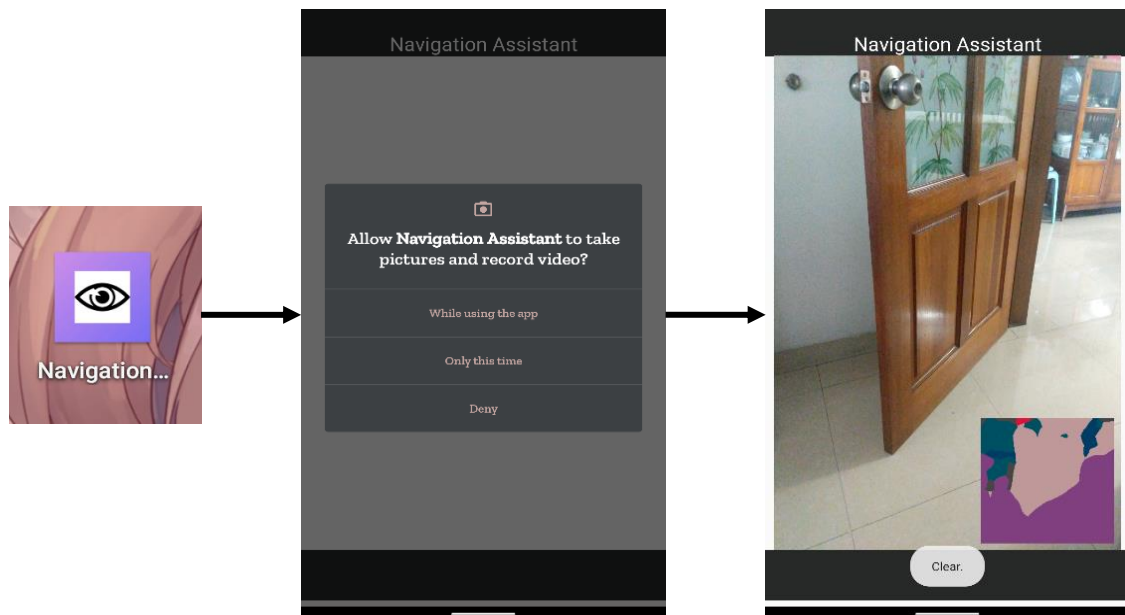 Navigation...
Navigation Assistant
Allow Navigation Assistant to take
pictures and record video?
While using the app
Only this time
Deny
Navigation Assistant
Clear.